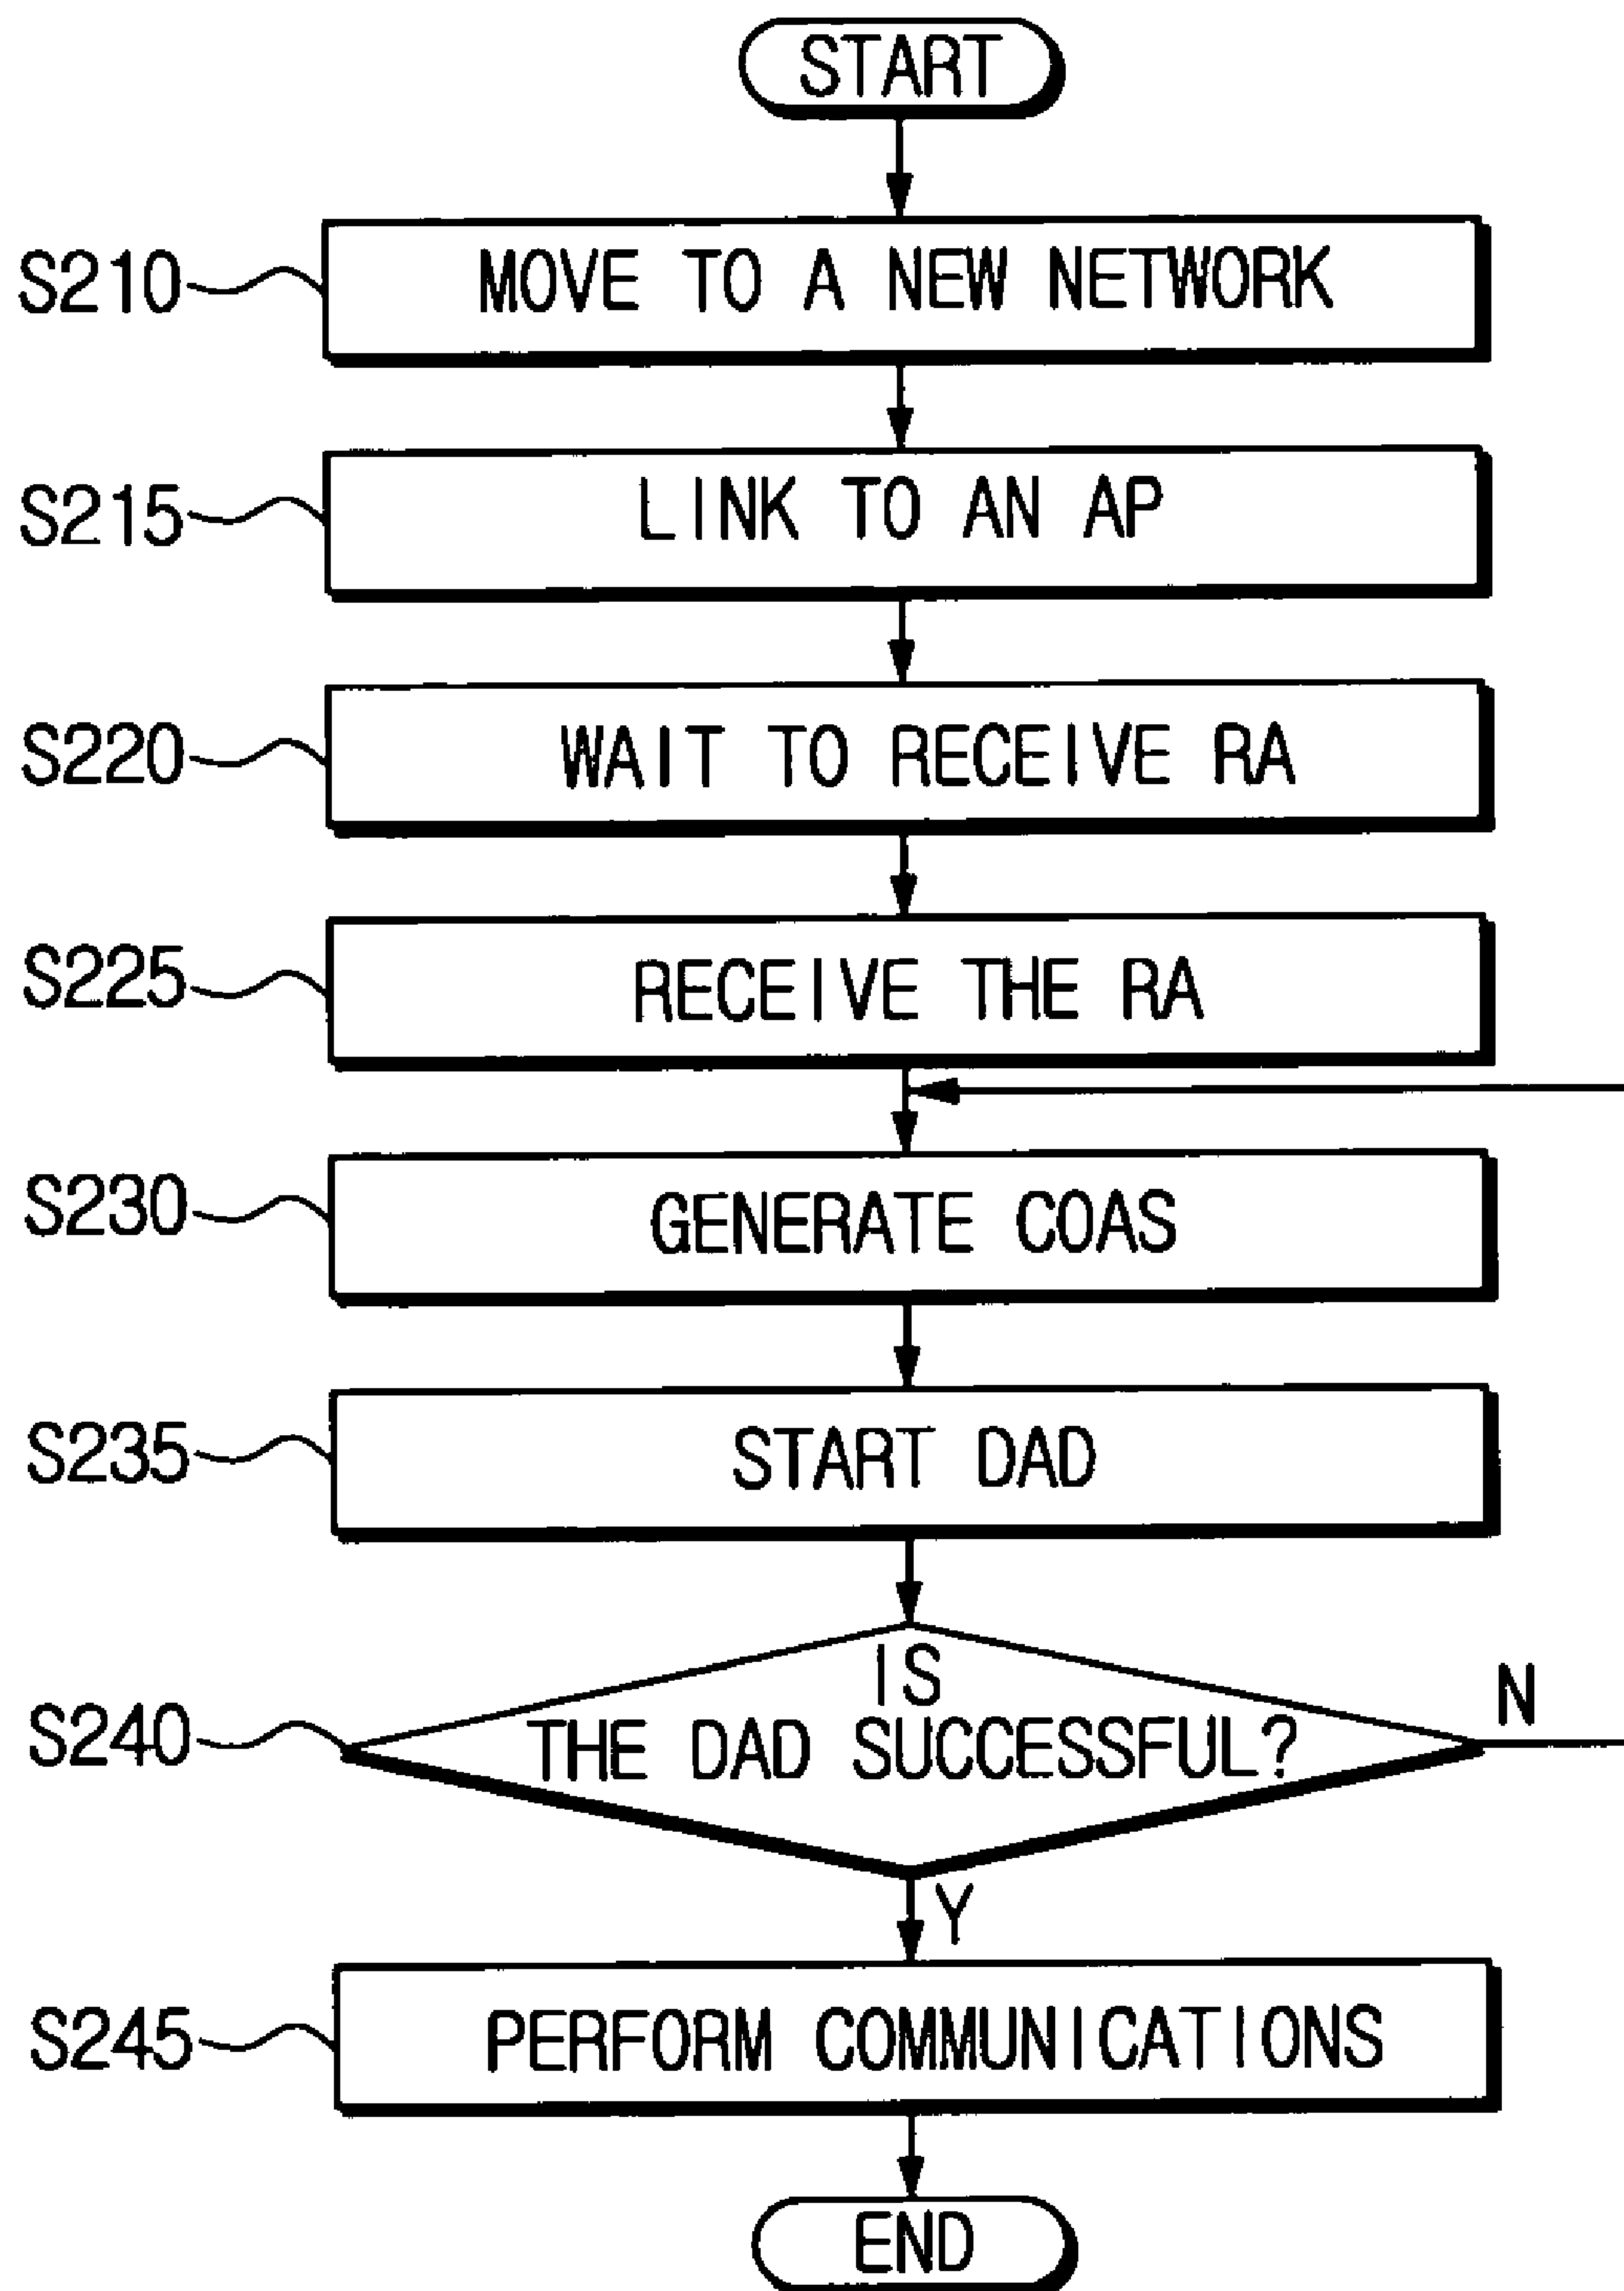 START
S210
MOVE TO A NEW NETWORK
S215
LINK TO AN AP
S220
WAIT TO RECEIVE RA
S225
RECEIVE THE RA
S230
GENERATE COAS
S235
START DAD
S240
IS
THE DAD SUCCESSFUL?
N
Y
S245
PERFORM COMMUNICATIONS
END